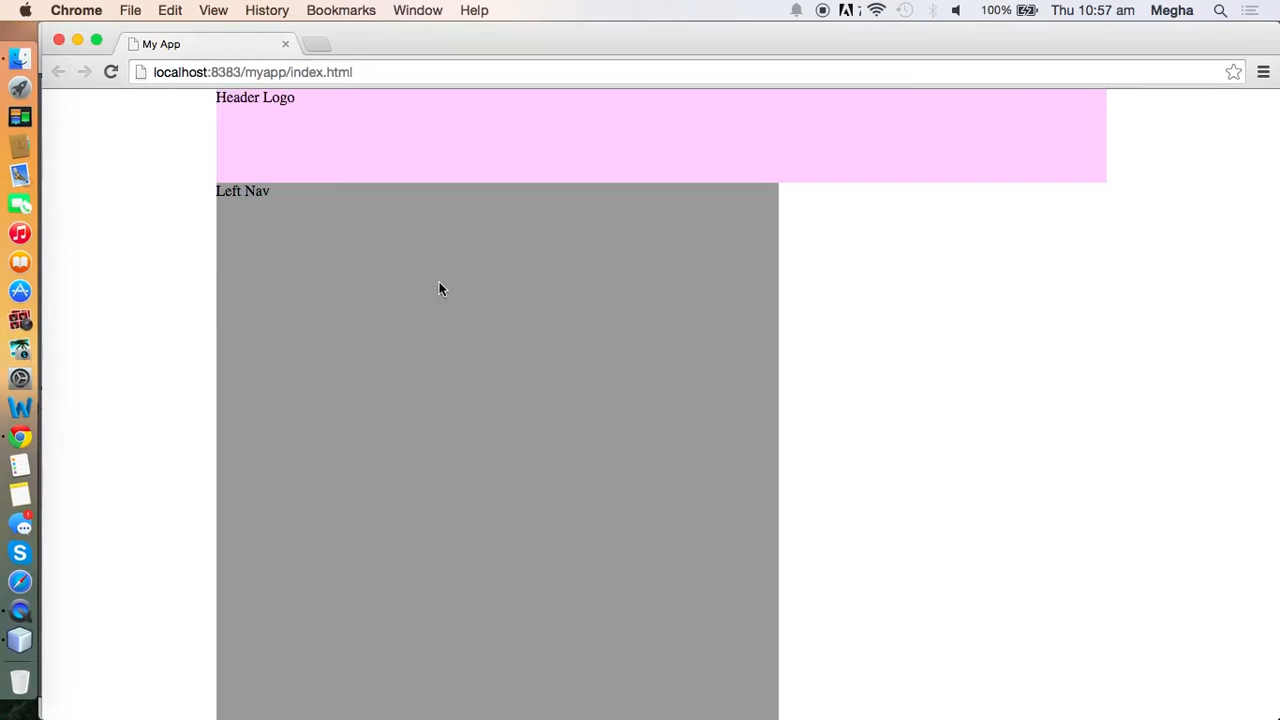 Chrome File Edit View History Bookmarks Window Help 100% Thu 10:57 am Megha
My App
localhost:8383/myapp/index.html
Header Logo
Left Nav